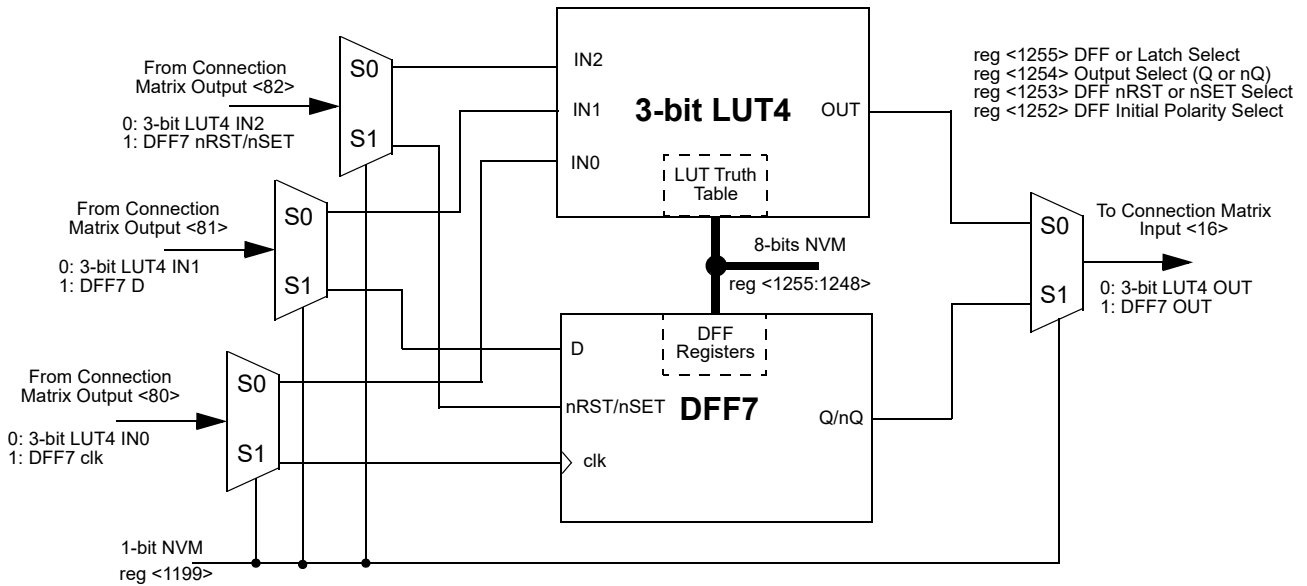 From Connection
Matrix Output <82>
0: 3-bit LUT4 IN2
1: DFF7 nRST/nSET
S0
S1
From Connection
Matrix Output <81>
0: 3-bit LUT4 IN1
1: DFF7 D
S0
S1
From Connection
Matrix Output <80>
0: 3-bit LUT4 IN0
1: DFF7 clk
S0
S1
1-bit NVM
reg <1199>
IN2
IN1
IN0
3-bit LUT4
OUT
LUT Truth
Table
8-bits NVM
reg <1255:1248>
DFF
Registers
D
nRST/nSET
clk
DFF7
Q/nQ
reg <1255> DFF or Latch Select
reg <1254> Output Select (Q or nQ)
reg <1253> DFF nRST or nSET Select
reg <1252> DFF Initial Polarity Select
S0
S1
To Connection Matrix
Input <16>
0: 3-bit LUT4 OUT
1: DFF7 OUT